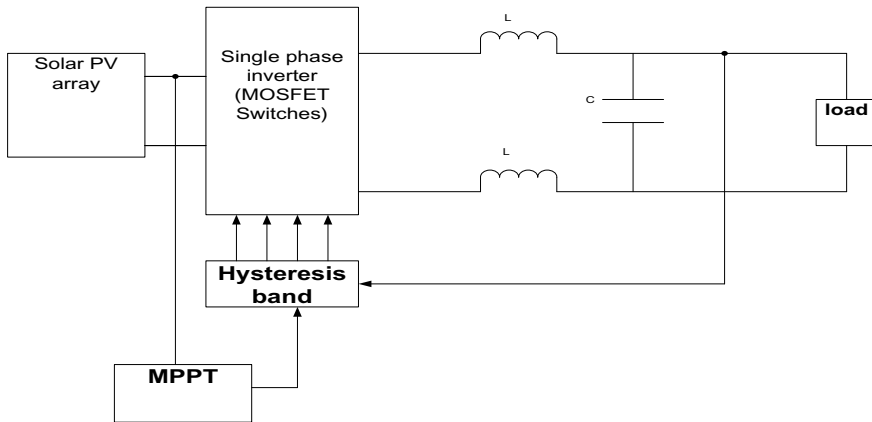 Solar PV
array
Single phase
inverter
(MOSFET
Switches)
L
C
load
L
Hysteresis
band
MPPT